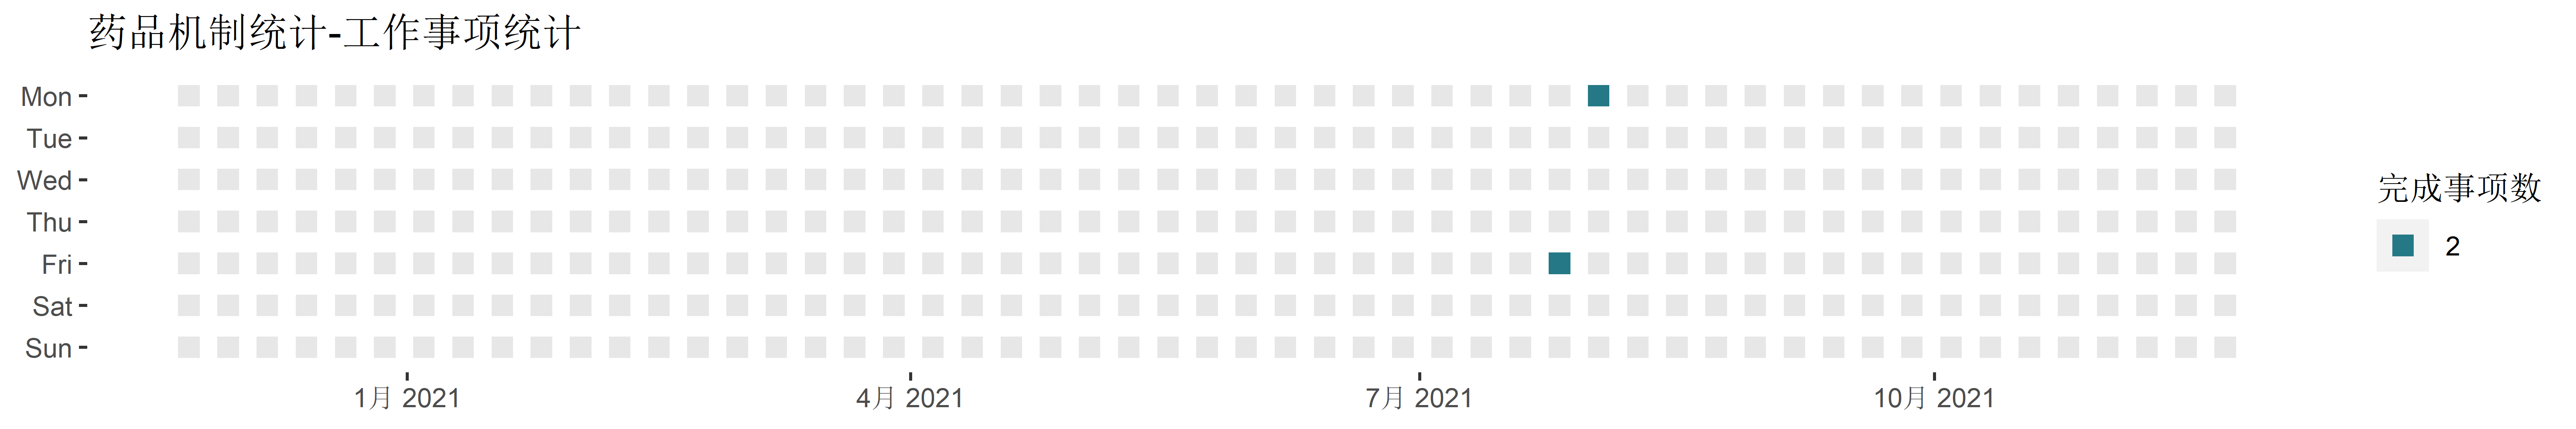 药品机制统计-工作事项统计
Mon
Tue
Wed
Thu
Fri
Sat
Sun
1月 2021
4月 2021
7月 2021
10月 2021
完成事项数
2